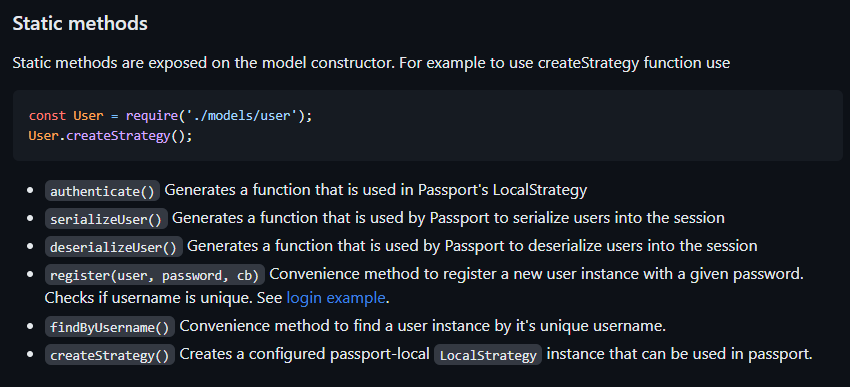 Static methods
Static methods are exposed on the model constructor. For example to use createStrategy function use
const User = require('./models/user');
User.createStrategy();
authenticate() Generates a function that is used in Passport's LocalStrategy
serializeUser() Generates a function that is used by Passport to serialize users into the session
deserializeUser() Generates a function that is used by Passport to deserialize users into the session
register(user, password, cb) Convenience method to register a new user instance with a given password.
Checks if username is unique. See login example.
findByUsername() Convenience method to find a user instance by it's unique username.
createStrategy() Creates a configured passport-local LocalStrategy instance that can be used in passport.